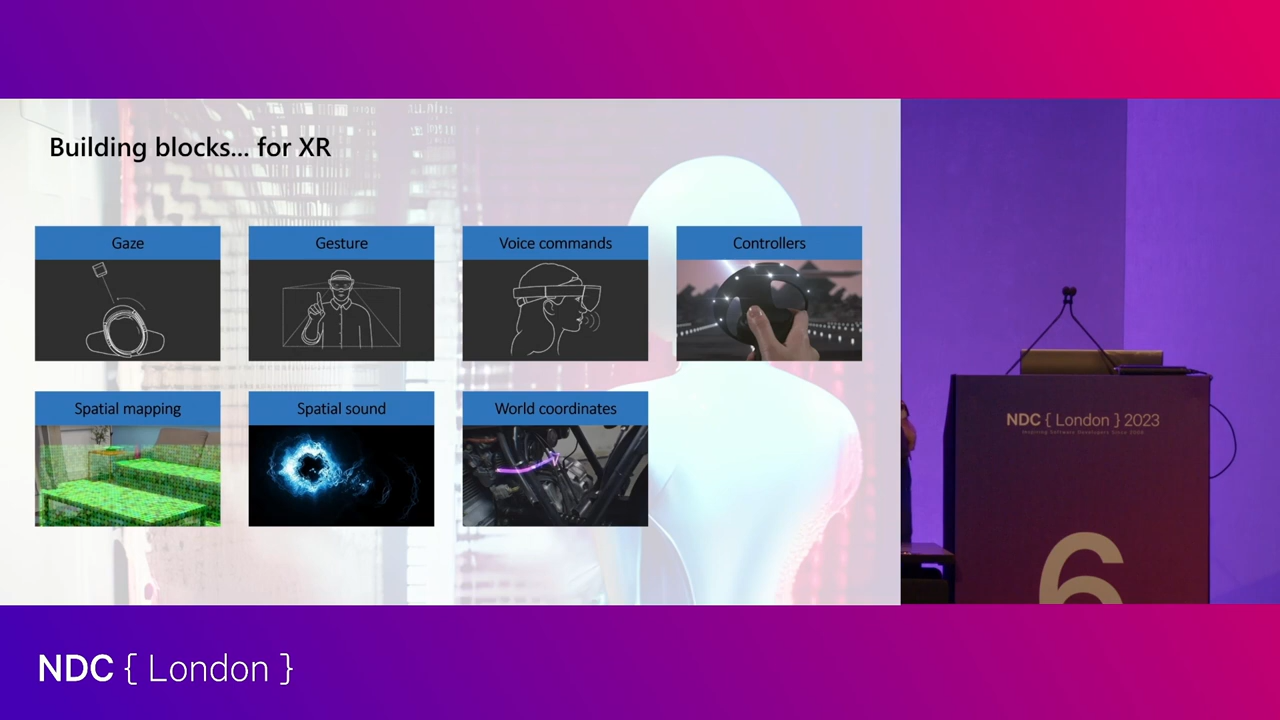 Building blocks... for XR
Gaze
Gesture
Voice commands
Controllers
Spatial mapping
Spatial sound
World coordinates
NDC { London } 2023
6
NDC { London }